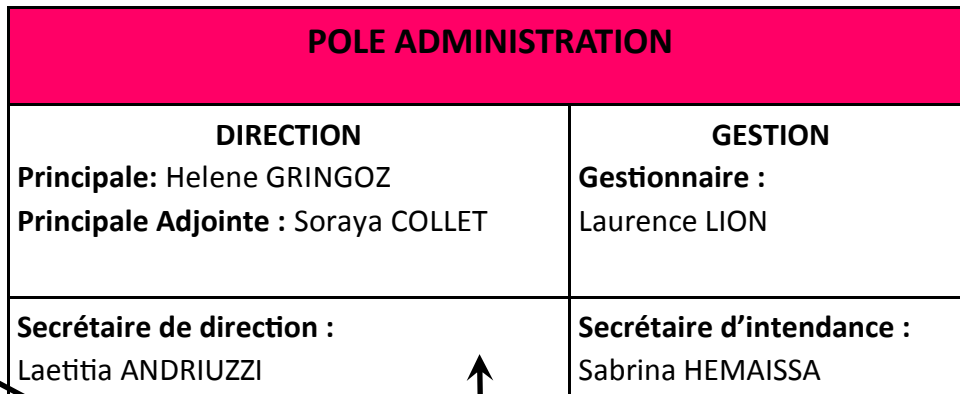 POLE ADMINISTRATION
DIRECTION
Principale: Helene GRINGOZ
Principale Adjointe : Soraya COLLET
GESTION
Gestionnaire :
Laurence LION
Secrétaire de direction :
Laetitia ANDRIUZZI
Secrétaire d’intendance :
Sabrina HEMAISSA